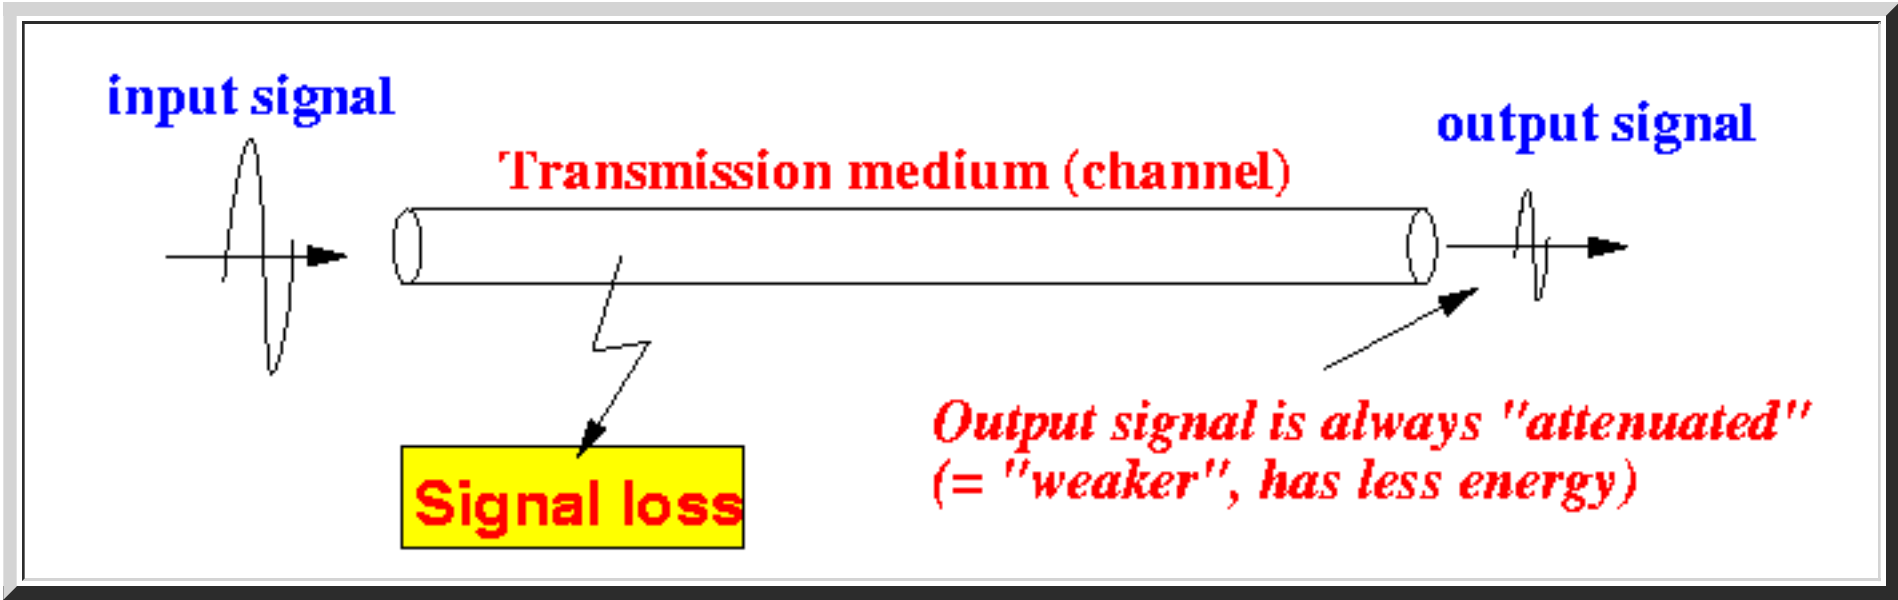 input signal
output signal
Transmission medium (channel)
Signal loss
Output signal is always "attenuated"
(= "weaker", has less energy)